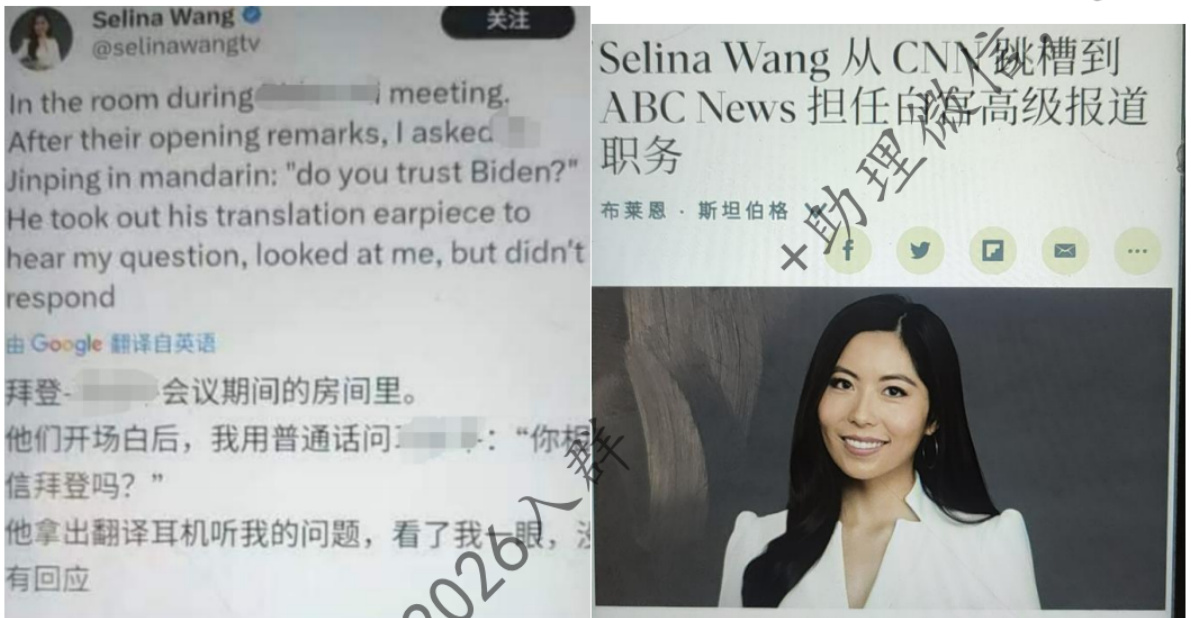 Selina Wang
@selinawangtv
关注
In the room during meeting.
After their opening remarks, I asked
Jinping in mandarin: "do you trust Biden?"
He took out his translation earpiece to
hear my question, looked at me, but didn't
respond
由 Google 翻译自英语
拜登- 会议期间的房间里。
他们开场白后，我用普通话问 ：“你相
信拜登吗？”
他拿出翻译耳机听我的问题，看了我一眼，没
有回应
Selina Wang 从 CNN 跳槽到
ABC News 担任白宫高级报道
职务
布莱恩 · 斯坦伯格
f
+助理微信
2026入群